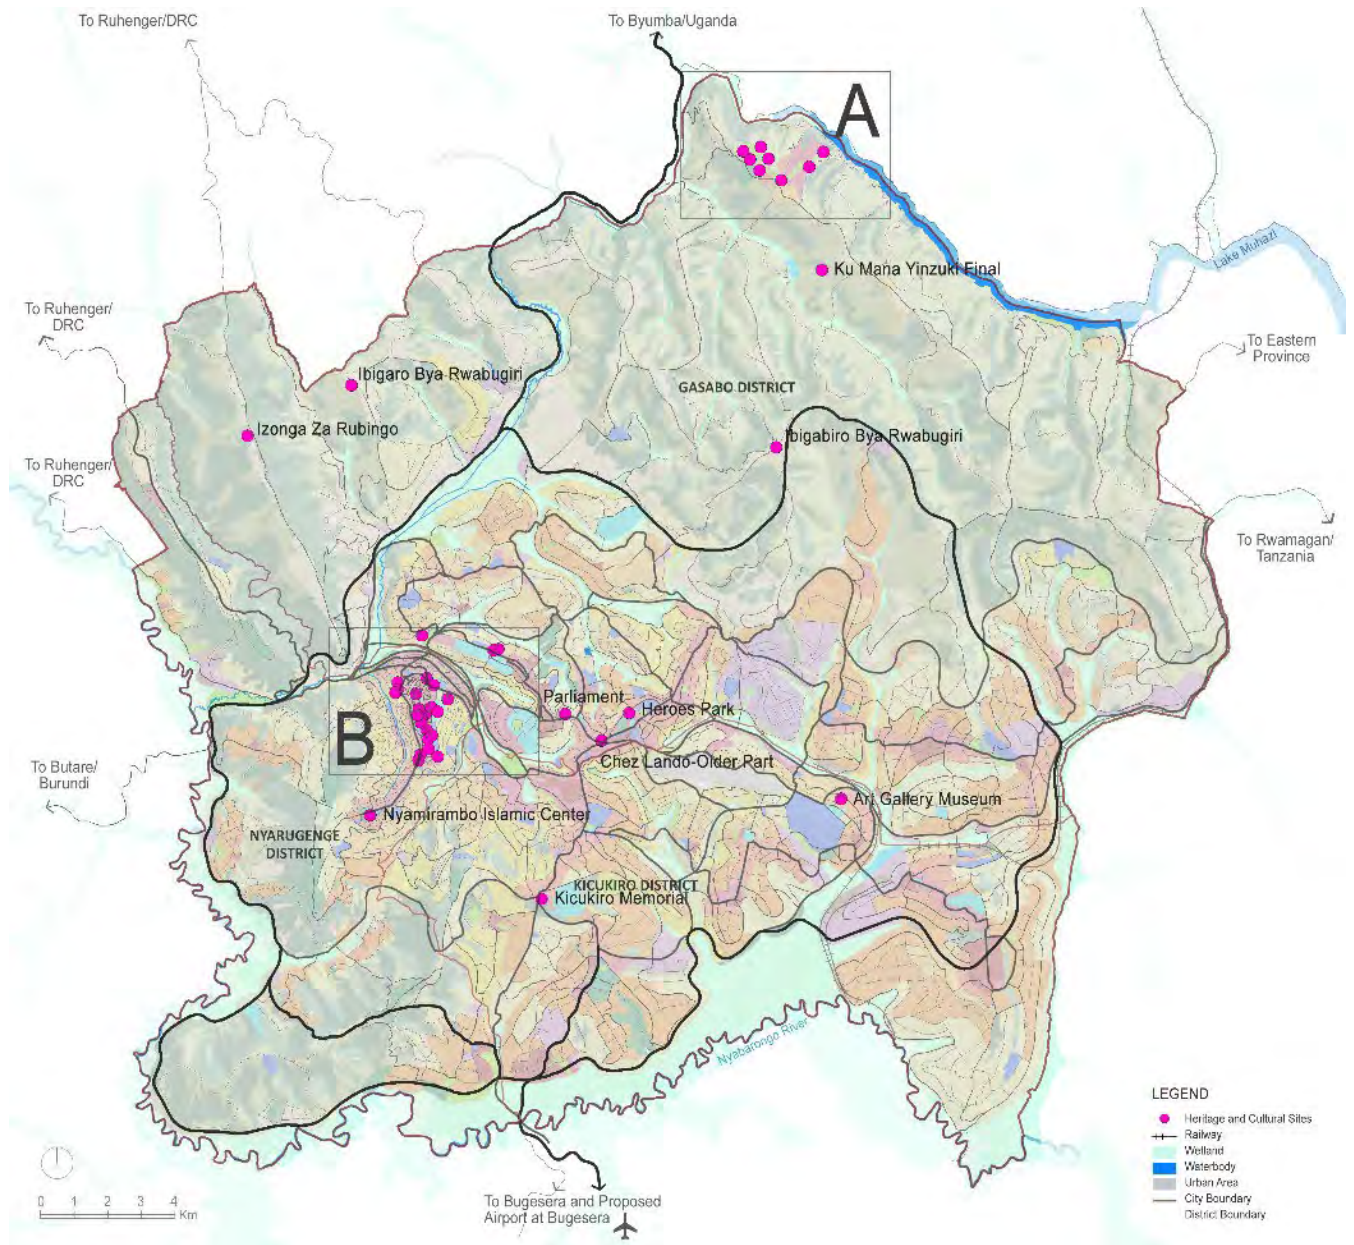 To Ruhenger/DRC
To Byumba/Uganda
A
Lake Muhazi
Ku Mana Yinzuki Final
To Ruhenger/
DRC
To Eastern
Province
Ibigaro Bya Rwabugiri
GASABO DISTRICT
Izonga Za Rubingo
Ibigabiro Bya Rwabugiri
To Ruhenger/
DRC
To Rwamagan/
Tanzania
Parliament
Heroes Park
B
Chez Lando-Older Part
To Butare/
Burundi
Art Gallery Museum
Nyamirambo Islamic Center
NYARUGENGE
DISTRICT
KICUKIRO DISTRICT
Kicukiro Memorial
Nyabarongo River
LEGEND
Heritage and Cultural Sites
Railway
Welland
Waterbody
Urban Area
City Boundary
District Boundary
0 1 2 3 4
Km
To Bugesera and Proposed
Airport at Bugesera